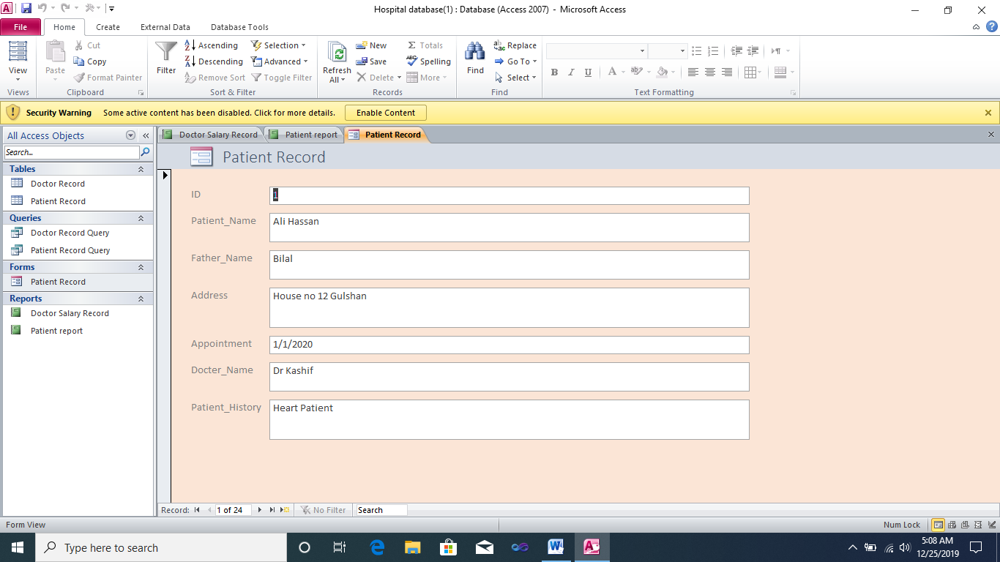 Hospital database(1) : Database (Access 2007) - Microsoft Access
File Home Create External Data Database Tools
View
Views
Paste
Cut
Copy
Format Painter
Clipboard
Filter
Ascending
Descending
Remove Sort
Selection
Advanced
Toggle Filter
Sort & Filter
Refresh All
New
Save
Delete
Totals
Spelling
More
Records
Find
Replace
Go To
Select
Find
B I U A
Text Formatting
Security Warning Some active content has been disabled. Click for more details. Enable Content
All Access Objects
Search...
Tables
Doctor Record
Patient Record
Queries
Doctor Record Query
Patient Record Query
Forms
Patient Record
Reports
Doctor Salary Record
Patient report
Doctor Salary Record Patient report Patient Record
Patient Record
ID 1
Patient_Name Ali Hassan
Father_Name Bilal
Address House no 12 Gulshan
Appointment 1/1/2020
Docter_Name Dr Kashif
Patient_History Heart Patient
Record: 1 of 24 No Filter Search
Form View Num Lock
Type here to search
5:08 AM
12/25/2019